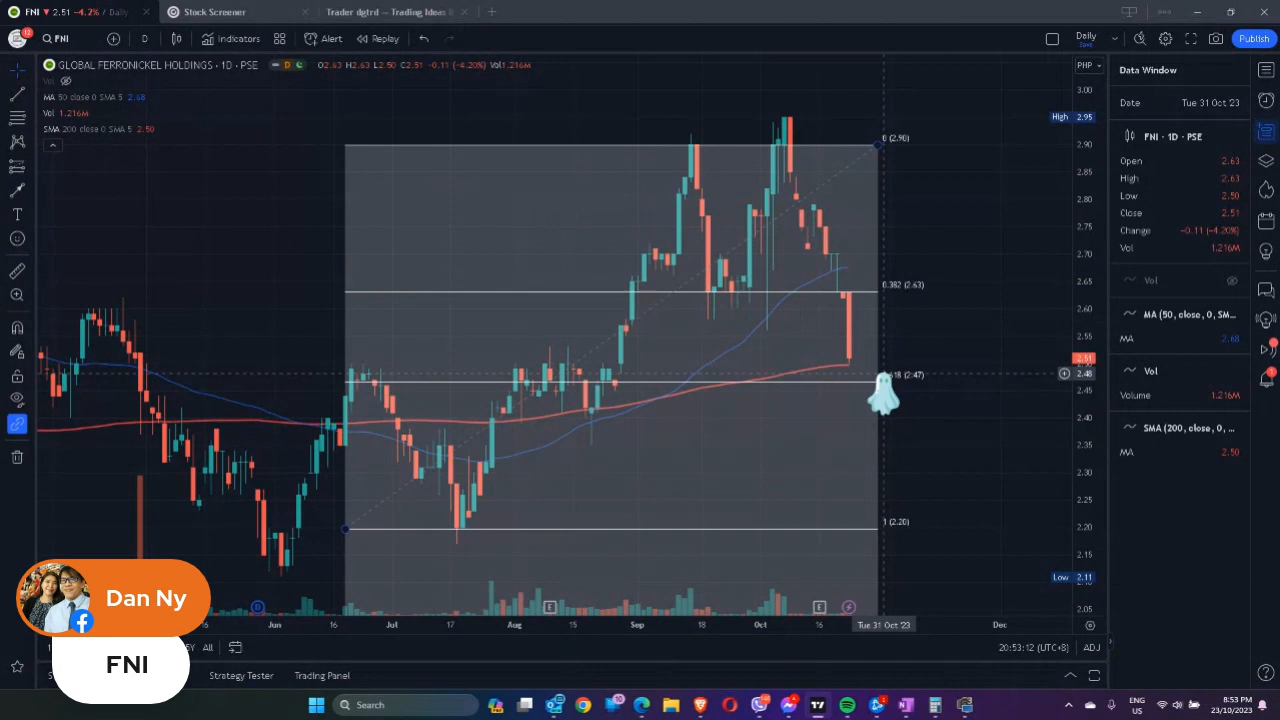 FNI ▼ 2.51 −4.2% / Daily
Stock Screener
Trader dgtrd — Trading Ideas
FNI
D
Indicators
Alert
Replay
Daily
Save
Publish
GLOBAL FERRONICKEL HOLDINGS · 1D · PSE
D
O2.63 H2.63 L2.50 C2.51 −0.11 (−4.20%) Vol1.216M
Vol
MA 50 close 0 SMA 5 2.68
Vol 1.216M
SMA 200 close 0 SMA 5 2.50
PHP
3.00
High 2.95
2.90
2.85
2.80
2.75
2.70
2.65
2.60
2.55
2.51
2.48
2.45
2.40
2.35
2.30
2.25
2.20
2.15
Low 2.11
2.05
0 (2.90)
0.382 (2.63)
618 (2.47)
1 (2.20)
D
E
E
16
Jun
16
Jul
17
Aug
15
Sep
18
Oct
16
Tue 31 Oct '23
Dec
All
20:53:12 (UTC+8)
ADJ
Strategy Tester
Trading Panel
Data Window
Date Tue 31 Oct '23
FNI · 1D · PSE
Open 2.63
High 2.63
Low 2.50
Close 2.51
Change −0.11 (−4.20%)
Vol 1.216M
Vol
MA (50, close, 0, SM...
MA 2.68
Vol
Volume 1.216M
SMA (200, close, 0, ...
MA 2.50
Dan Ny
FNI
Search
ENG
US
8:53 PM
23/10/2023